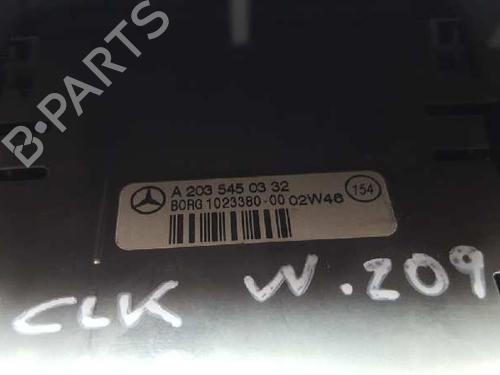 B-PARTS
A 203 545 03 32
BORG 1023380-00 02W46
154
CLK W.209